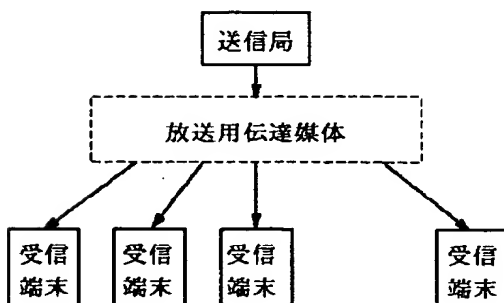 送信局
放送用伝達媒体
受信 受信 受信 受信
端末 端末 端末 端末